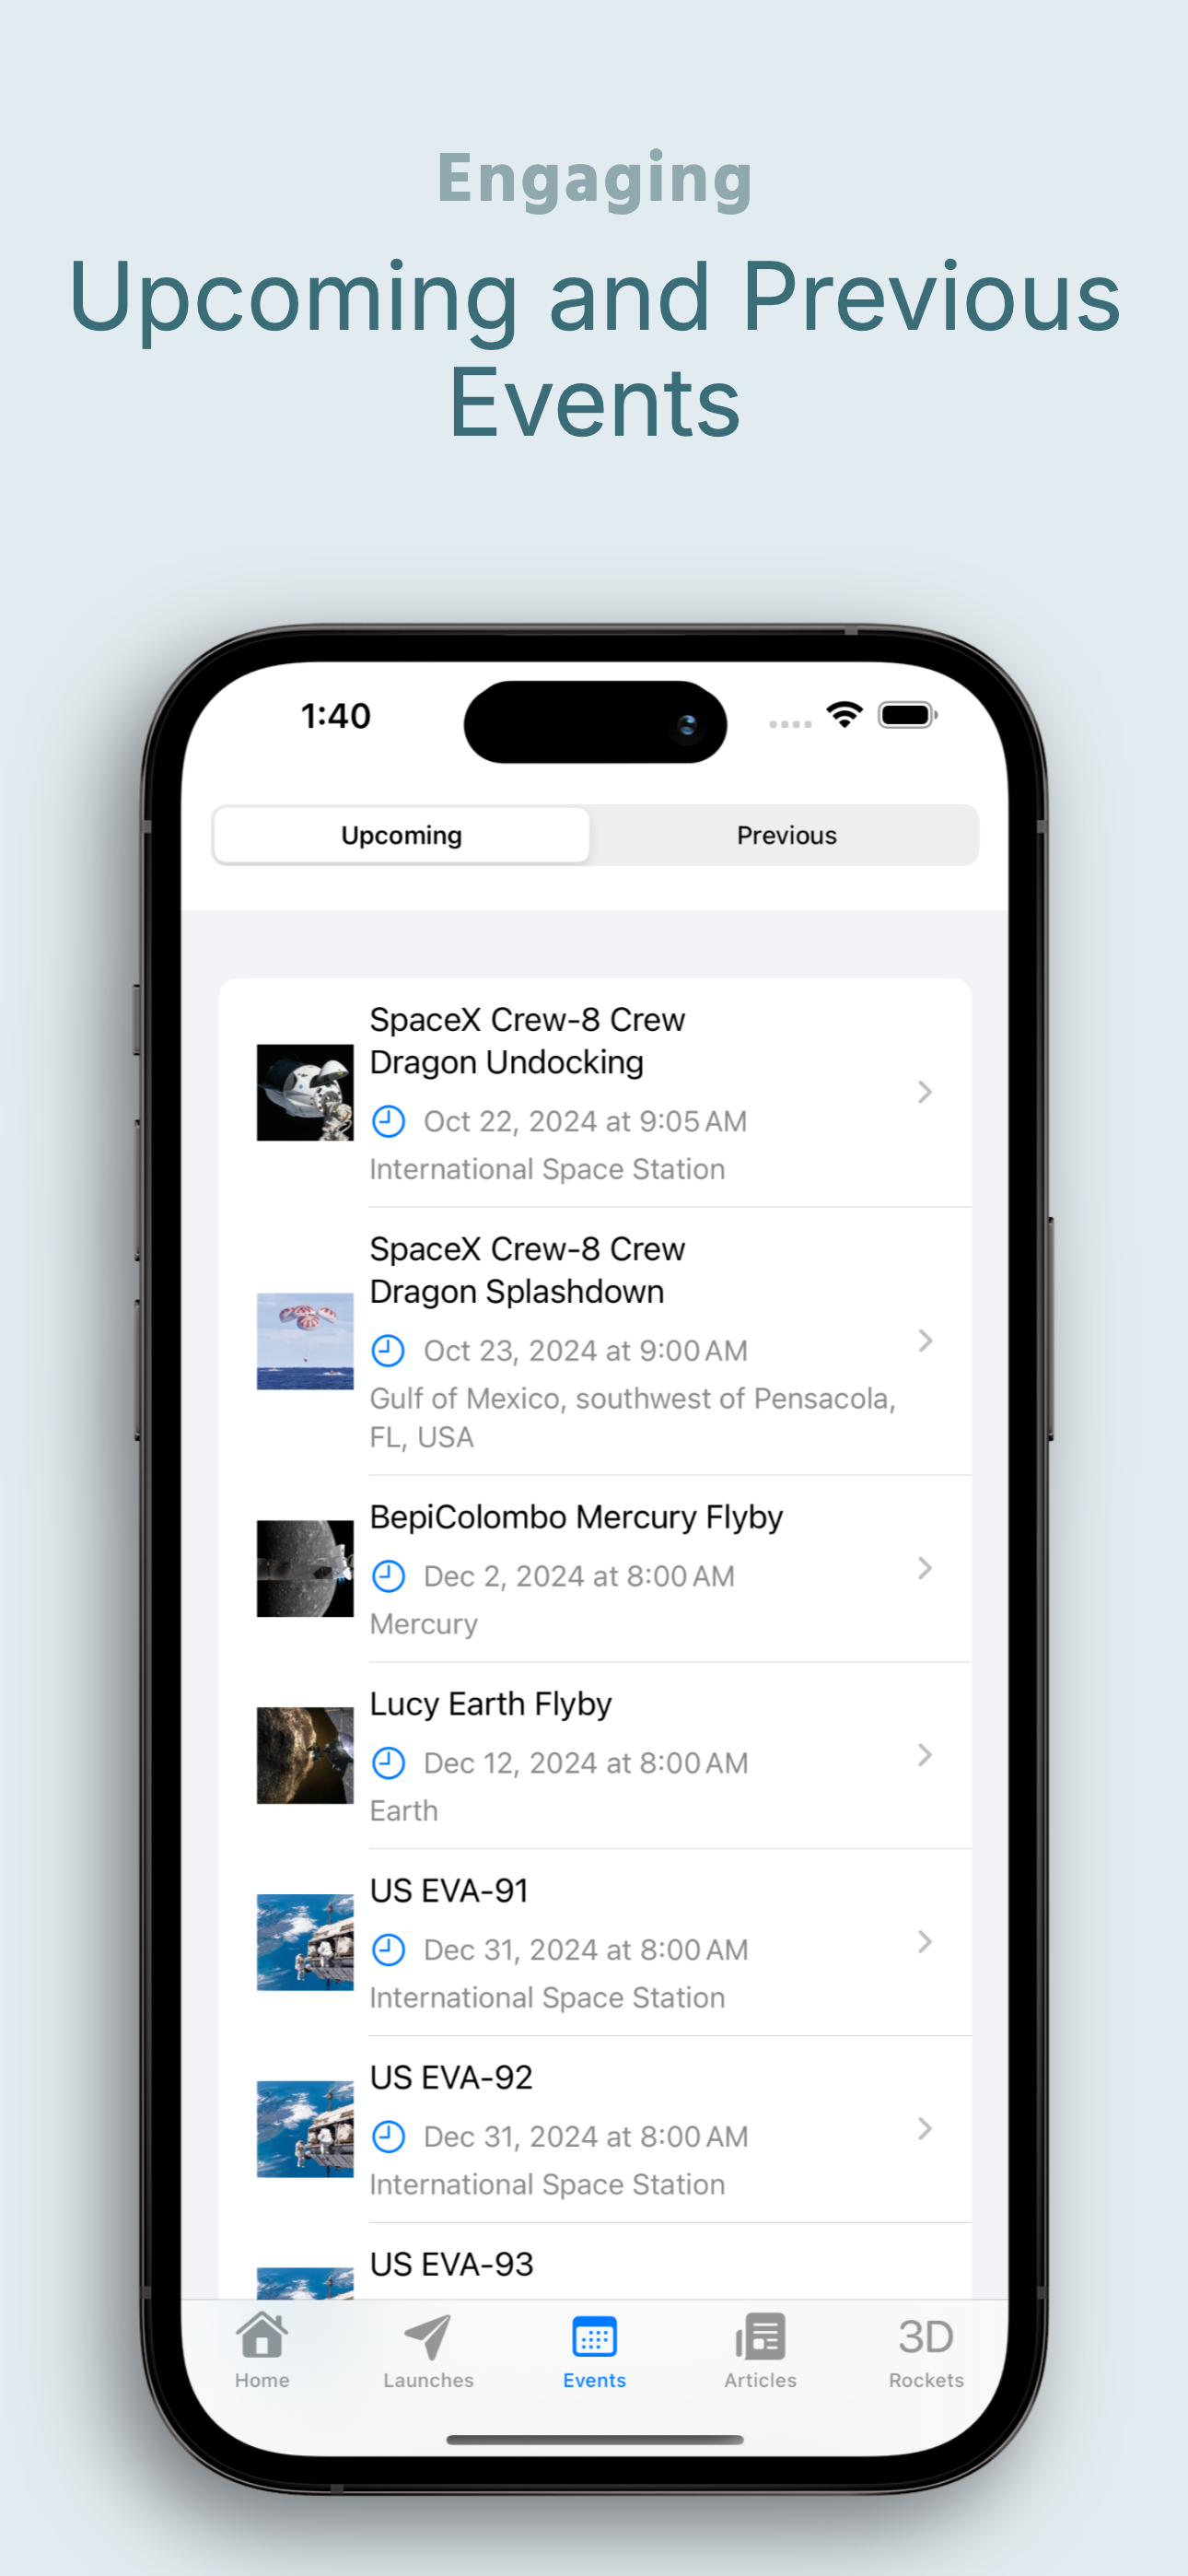 Engaging
Upcoming and Previous
Events
1:40
Upcoming
Previous
SpaceX Crew-8 Crew
Dragon Undocking
Oct 22, 2024 at 9:05 AM
International Space Station
SpaceX Crew-8 Crew
Dragon Splashdown
Oct 23, 2024 at 9:00 AM
Gulf of Mexico, southwest of Pensacola,
FL, USA
BepiColombo Mercury Flyby
Dec 2, 2024 at 8:00 AM
Mercury
Lucy Earth Flyby
Dec 12, 2024 at 8:00 AM
Earth
US EVA-91
Dec 31, 2024 at 8:00 AM
International Space Station
US EVA-92
Dec 31, 2024 at 8:00 AM
International Space Station
US EVA-93
3D
Home
Launches
Events
Articles
Rockets